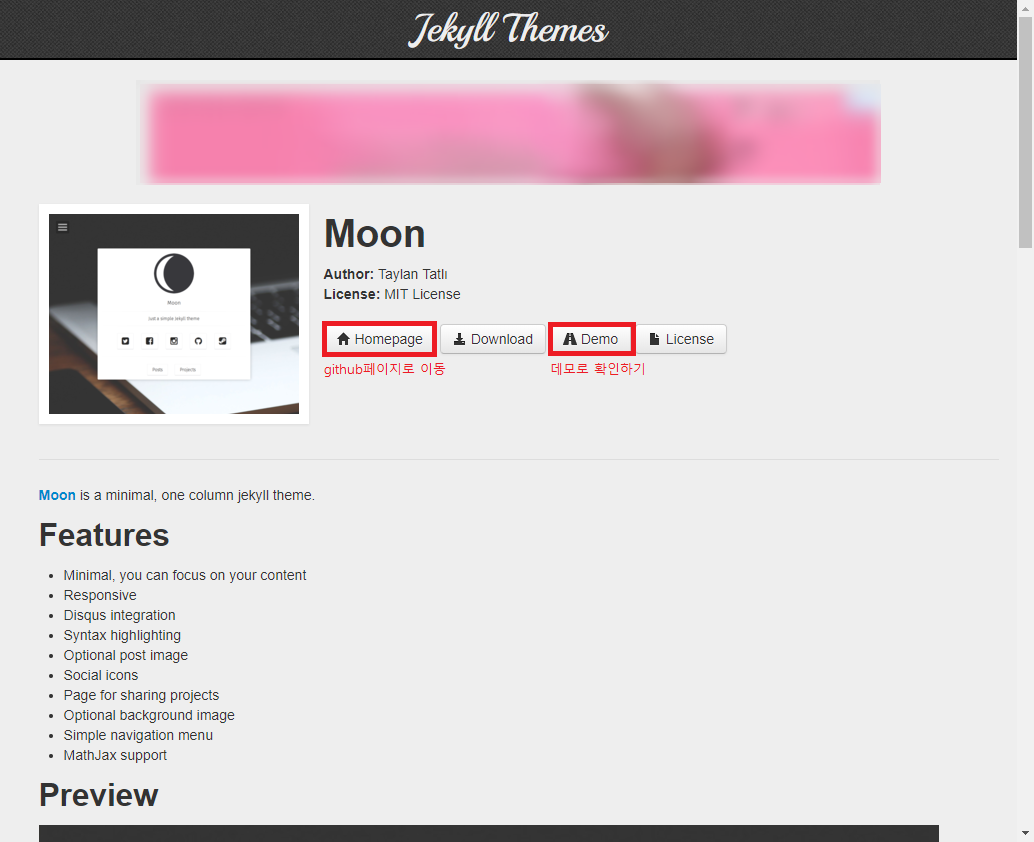 Jekyll Themes
Moon
Author: Taylan Tatlı
License: MIT License
Homepage Download Demo License
github페이지로 이동 데모로 확인하기
Moon
Just a simple jekyll theme
Posts Projects
Moon is a minimal, one column jekyll theme.
Features
Minimal, you can focus on your content
Responsive
Disqus integration
Syntax highlighting
Optional post image
Social icons
Page for sharing projects
Optional background image
Simple navigation menu
MathJax support
Preview